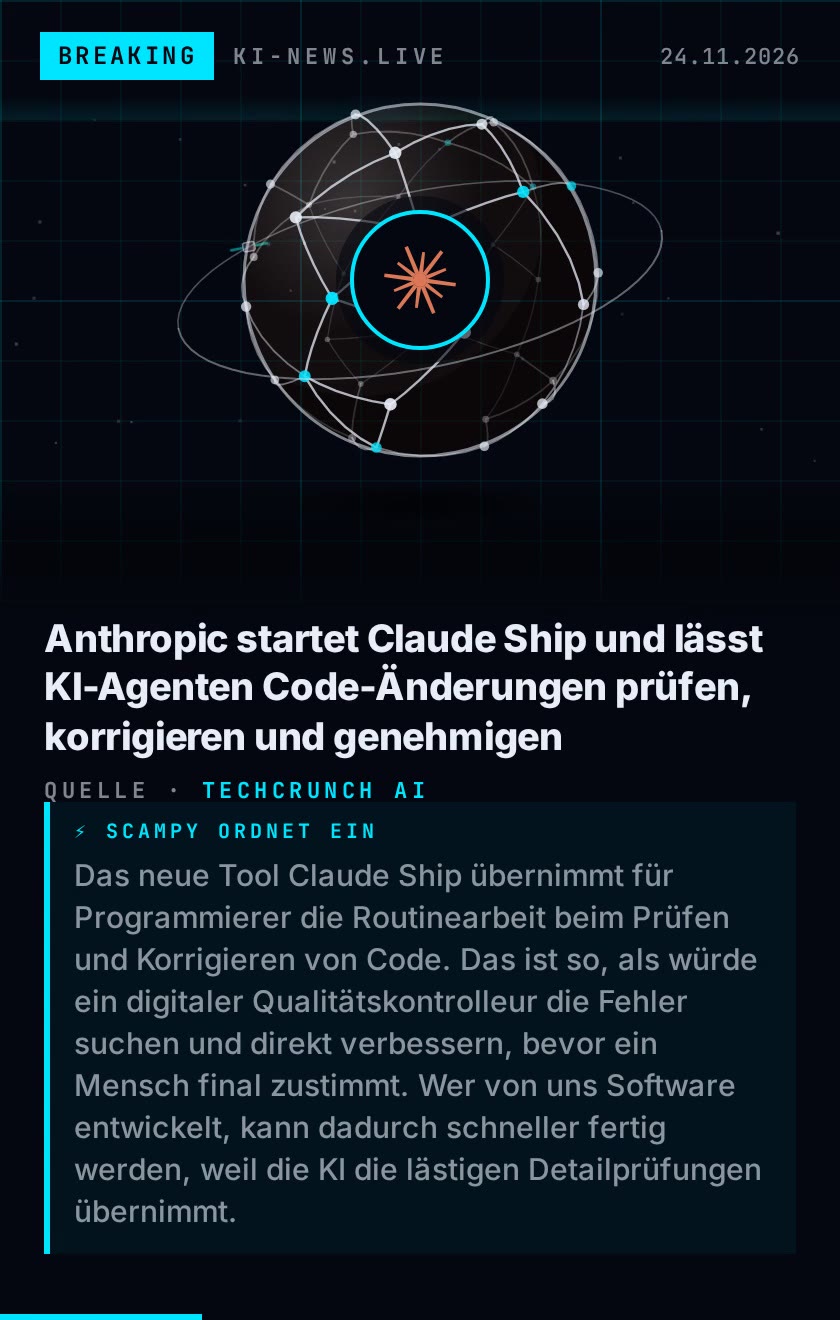 BREAKING KI-NEWS.LIVE 24.11.2026
Anthropic startet Claude Ship und lässt
KI-Agenten Code-Änderungen prüfen,
korrigieren und genehmigen
QUELLE · TECHCRUNCH AI
⚡ SCAMPY ORDNET EIN
Das neue Tool Claude Ship übernimmt für
Programmierer die Routinearbeit beim Prüfen
und Korrigieren von Code. Das ist so, als würde
ein digitaler Qualitätskontrolleur die Fehler
suchen und direkt verbessern, bevor ein
Mensch final zustimmt. Wer von uns Software
entwickelt, kann dadurch schneller fertig
werden, weil die KI die lästigen Detailprüfungen
übernimmt.